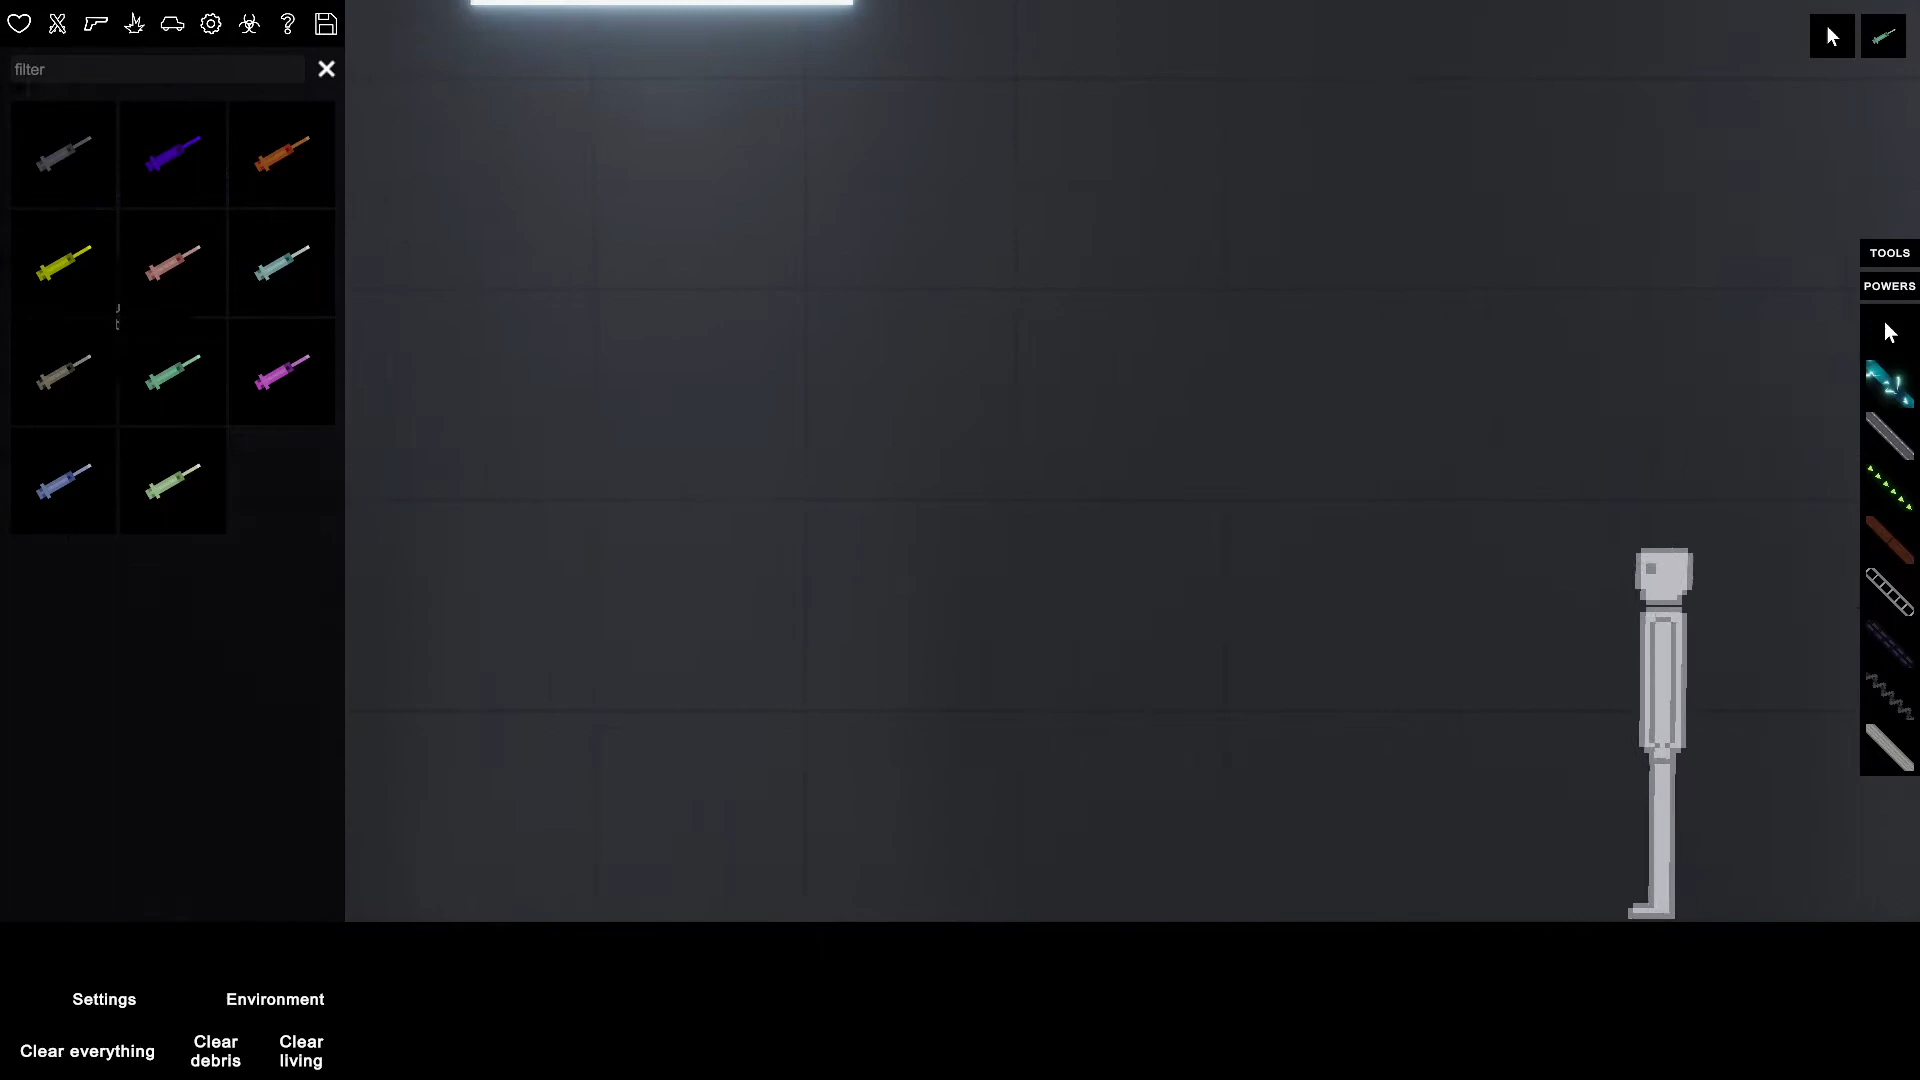 filter
TOOLS
POWERS
Settings
Environment
Clear everything
Clear
debris
Clear
living